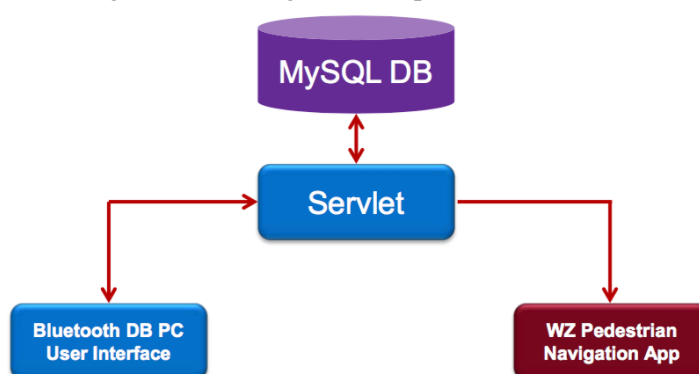 MySQL DB
Servlet
Bluetooth DB PC
User Interface
WZ Pedestrian
Navigation App